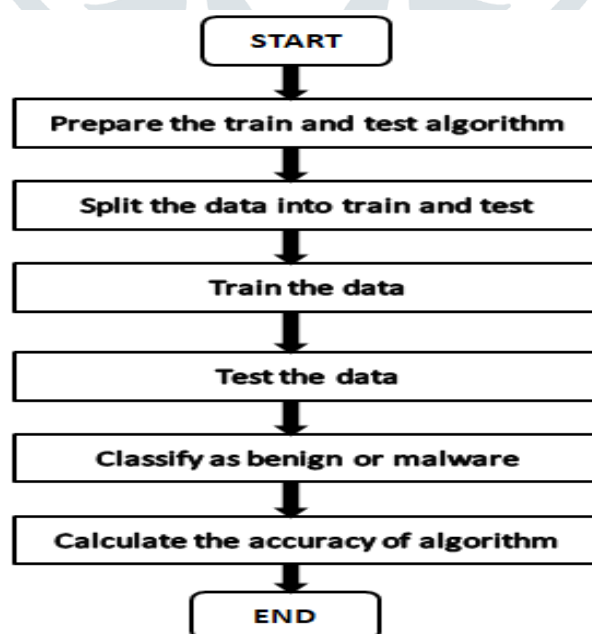 START
Prepare the train and test algorithm
Split the data into train and test
Train the data
Test the data
Classify as benign or malware
Calculate the accuracy of algorithm
END